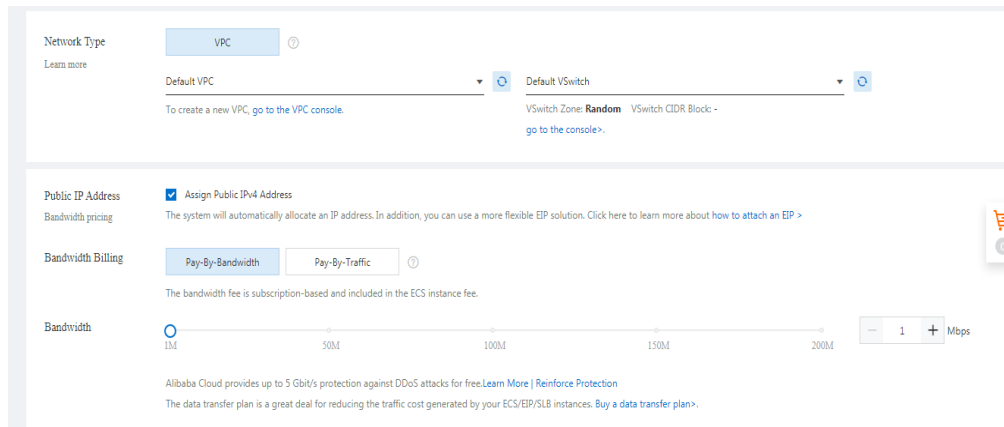 Network Type
VPC
Learn more
Default VPC
Default VSwitch
To create a new VPC, go to the VPC console.
VSwitch Zone: Random VSwitch CIDR Block: -
go to the console>.
Public IP Address
Assign Public IPv4 Address
Bandwidth pricing
The system will automatically allocate an IP address. In addition, you can use a more flexible EIP solution. Click here to learn more about how to attach an EIP >
Bandwidth Billing
Pay-By-Bandwidth
Pay-By-Traffic
The bandwidth fee is subscription-based and included in the ECS instance fee.
Bandwidth
1M
50M
100M
150M
200M
1
Mbps
Alibaba Cloud provides up to 5 Gbit/s protection against DDoS attacks for free.Learn More | Reinforce Protection
The data transfer plan is a great deal for reducing the traffic cost generated by your ECS/EIP/SLB instances. Buy a data transfer plan>.